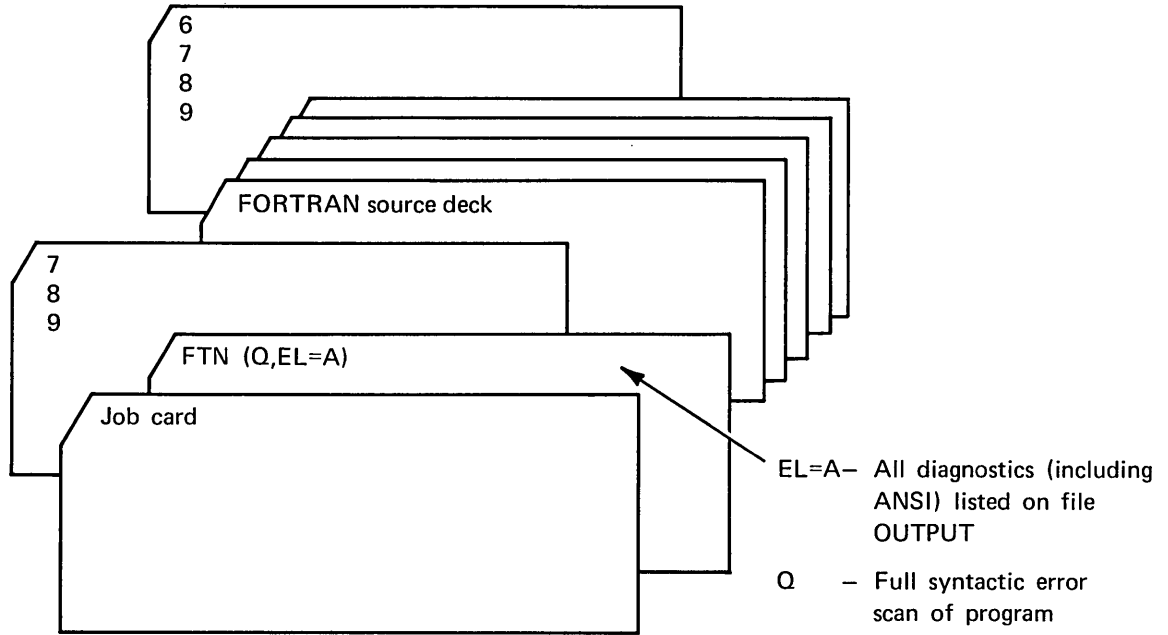 6
7
8
9
FORTRAN source deck
7
8
9
FTN (Q,EL=A)
Job card
EL=A– All diagnostics (including
ANSI) listed on file
OUTPUT
Q – Full syntactic error
scan of program